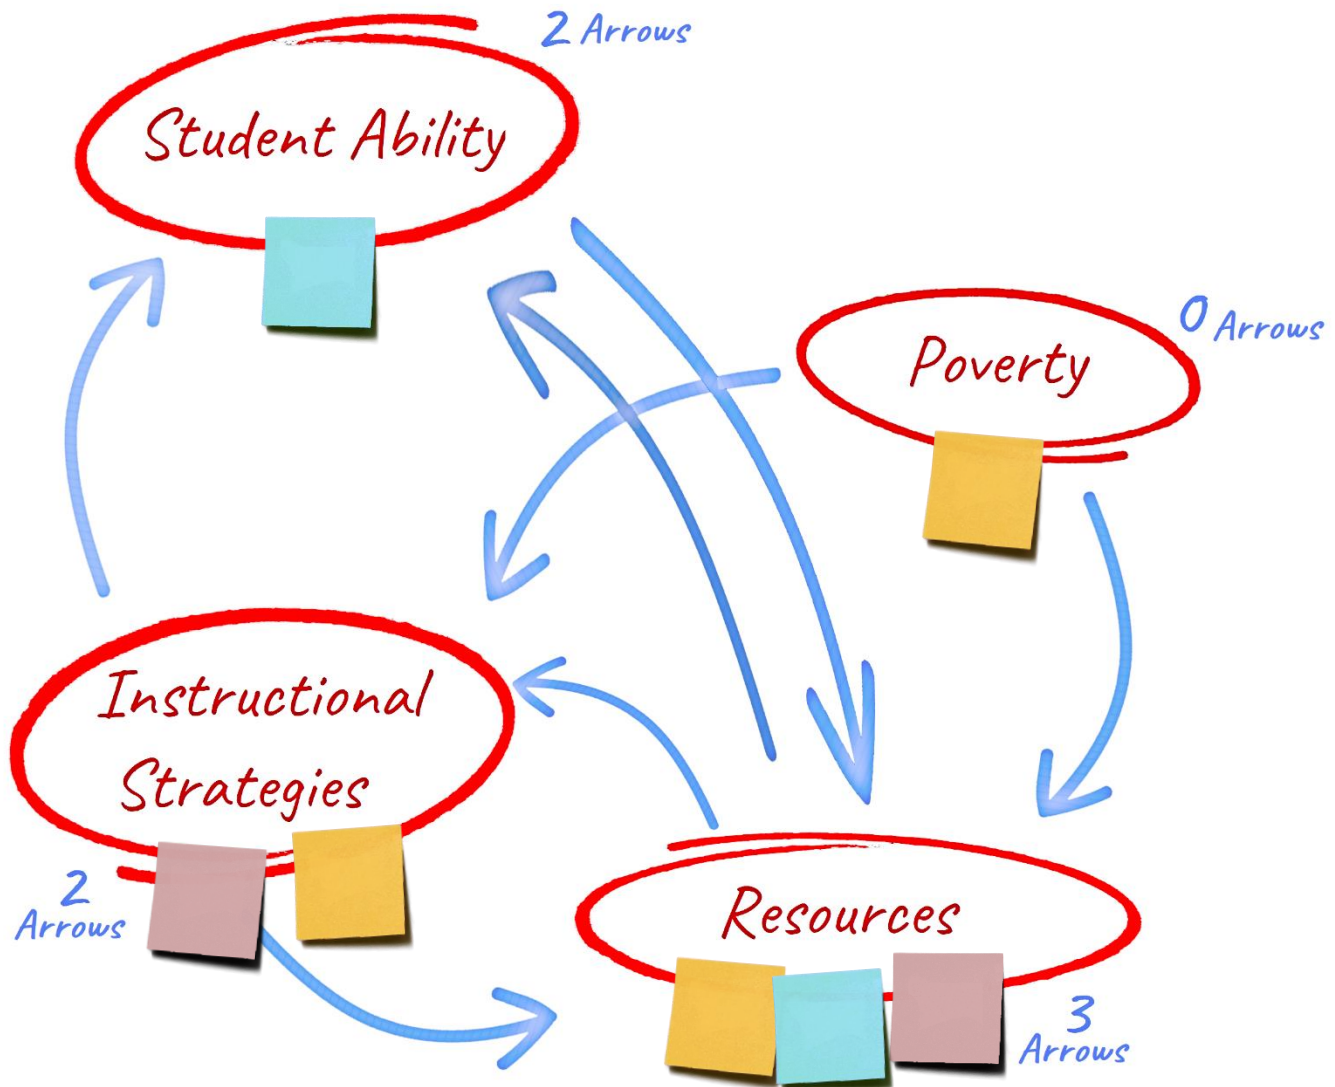 2 Arrows
Student Ability
0 Arrows
Poverty
Instructional
Strategies
2
Arrows
Resources
3
Arrows